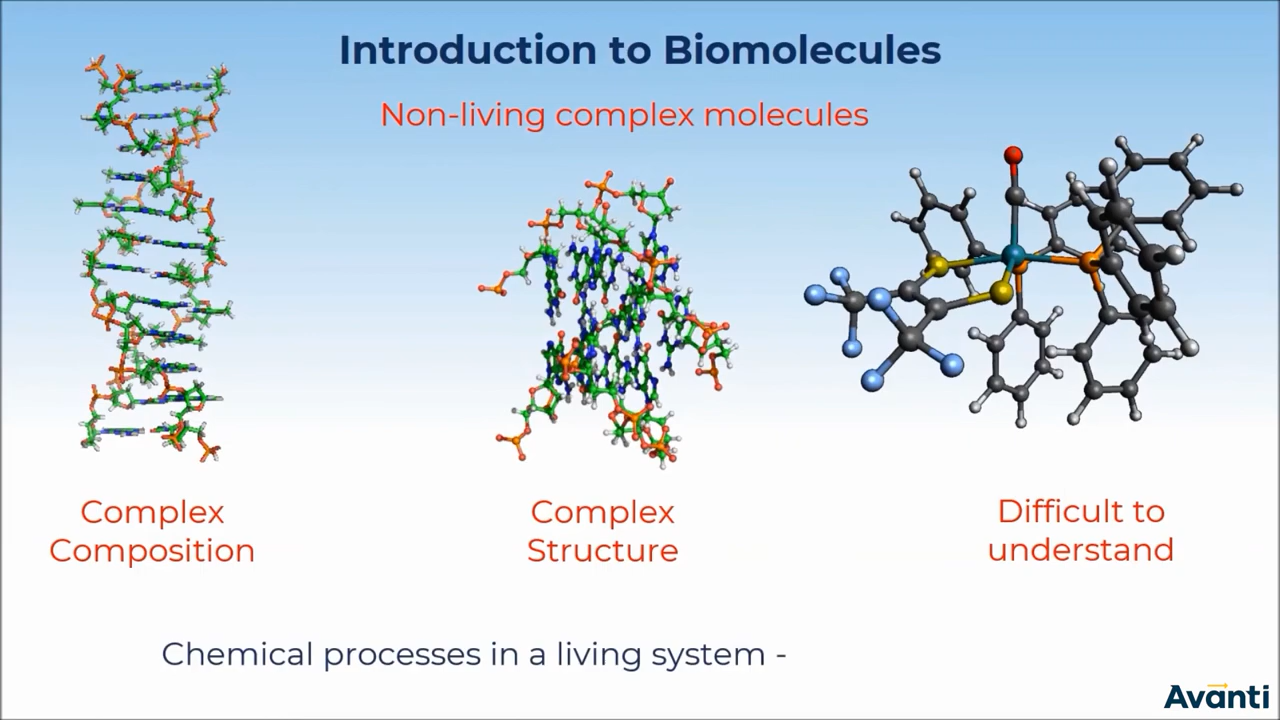 Introduction to Biomolecules
Non-living complex molecules
Complex
Composition
Complex
Structure
Difficult to
understand
Chemical processes in a living system -
Avanti